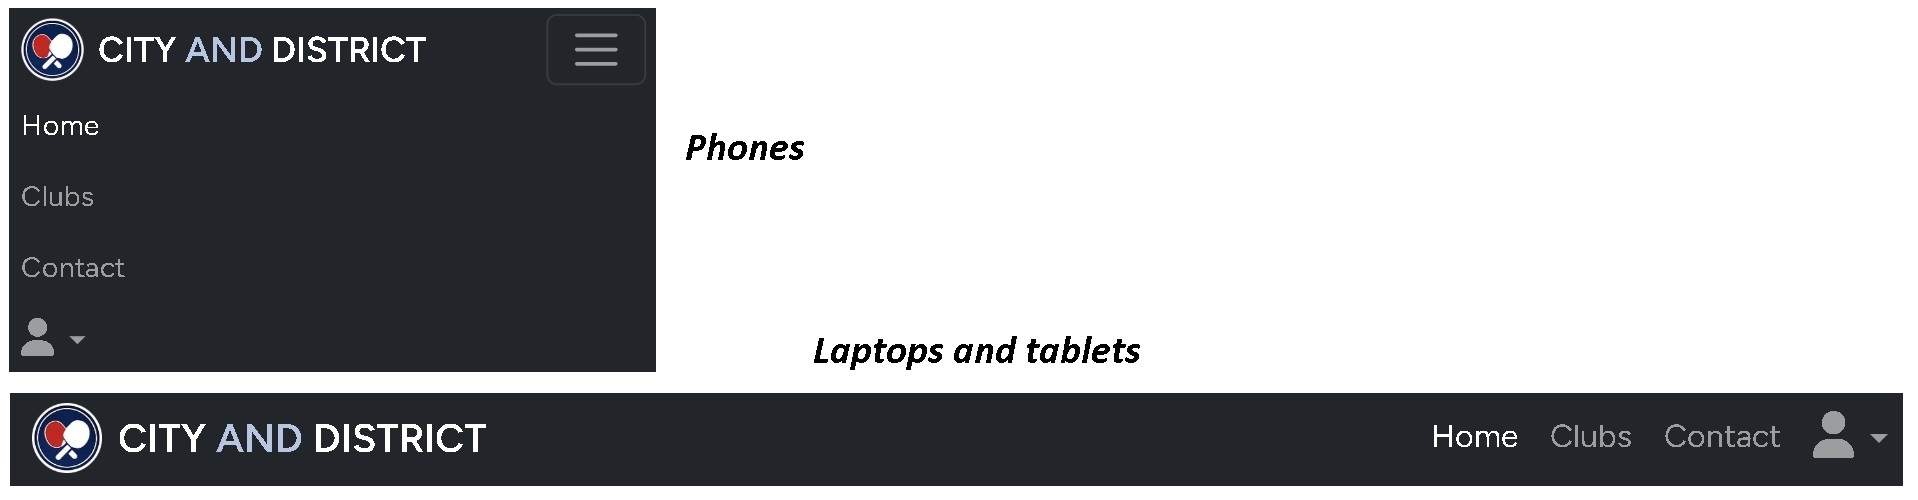 CITY AND DISTRICT
Home
Phones
Clubs
Contact
Laptops and tablets
CITY AND DISTRICT
Home Clubs Contact